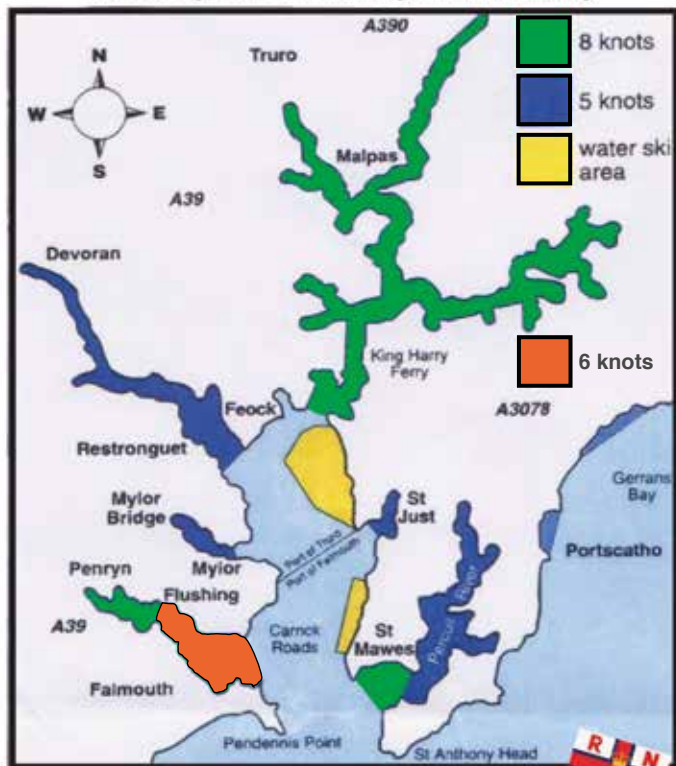 A390
8 knots
N
Truro
W
E
5 knots
S
Malpas
water ski
area
A39
Devoran
King Harry
Ferry
6 knots
Feock
A3078
Restronguet
Gerrans
Bay
Mylor
Bridge
St
Just
Port of Truro
Port of Falmouth
Portscatho
Penryn
Mylor
Flushing
Percuil River
A39
Carrick
Roads
St
Mawes
Falmouth
Pendennis Point
St Anthony Head
R N